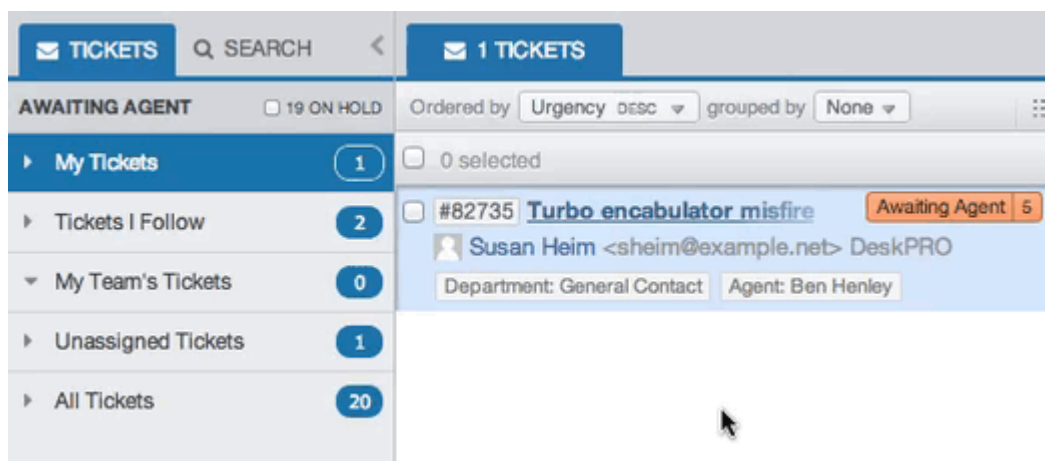 TICKETS SEARCH
AWAITING AGENT 19 ON HOLD
My Tickets 1
Tickets I Follow 2
My Team's Tickets 0
Unassigned Tickets 1
All Tickets 20
1 TICKETS
Ordered by Urgency DESC grouped by None
0 selected
#82735 Turbo encabulator misfire Awaiting Agent 5
Susan Heim <sheim@example.net> DeskPRO
Department: General Contact Agent: Ben Henley